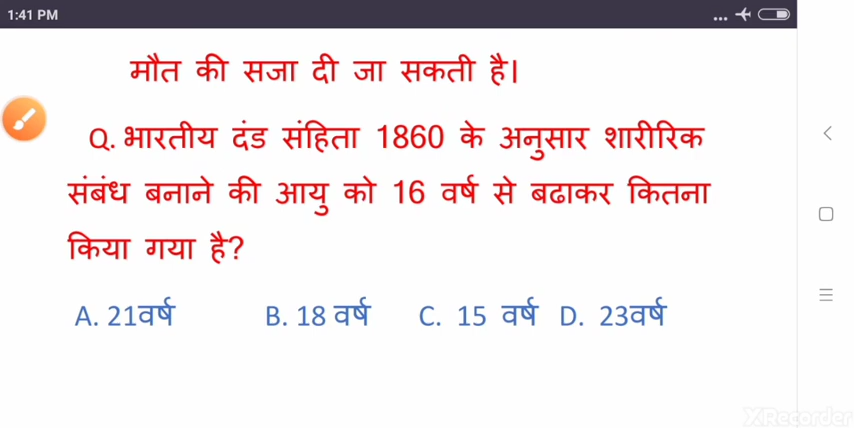 1:41 PM
मौत की सजा दी जा सकती है।
Q. भारतीय दंड संहिता 1860 के अनुसार शारीरिक
संबंध बनाने की आयु को 16 वर्ष से बढाकर कितना
किया गया है?
A. 21वर्ष B. 18 वर्ष C. 15 वर्ष D. 23वर्ष
XRecorder